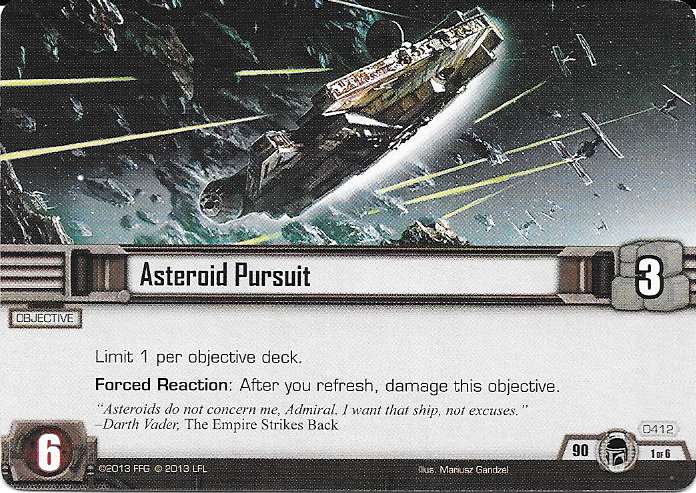 Asteroid Pursuit
3
OBJECTIVE
Limit 1 per objective deck.
Forced Reaction: After you refresh, damage this objective.
“Asteroids do not concern me, Admiral. I want that ship, not excuses.”
–Darth Vader, The Empire Strikes Back
6
0412
90
1 OF 6
©2013 FFG © 2013 LFL
Illus. Mariusz Gandzel